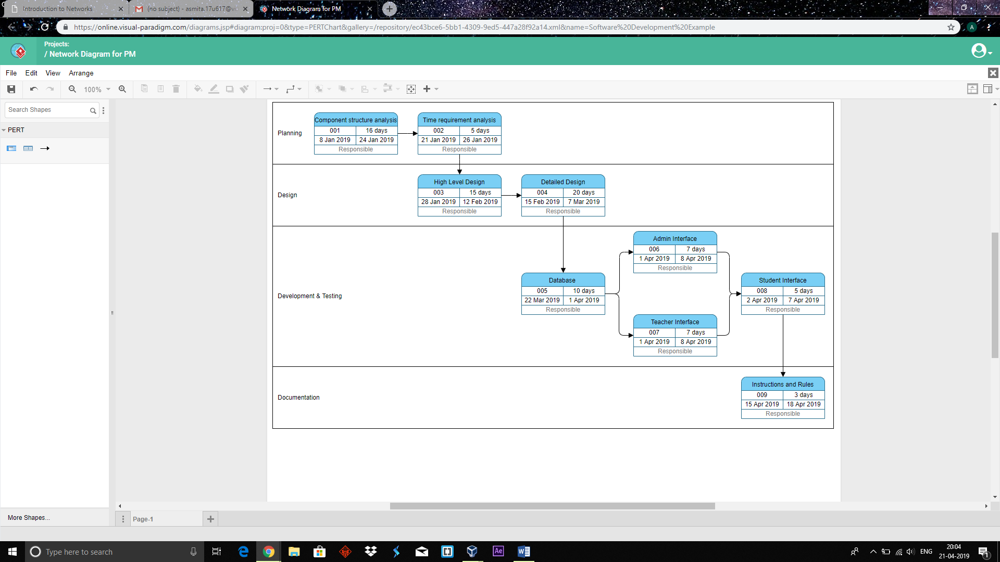 Introduction to Networks
(no subject) - asmita.17u617@vi
Network Diagram for PM
https://online.visual-paradigm.com/diagrams.jsp#diagram:proj=0&type=PERTChart&gallery=/repository/ec43bce6-5bb1-4309-9ed5-447a28f92a14.xml&name=Software%20Development%20Example
A
Projects:
/ Network Diagram for PM
File Edit View Arrange
100%
Search Shapes
PERT
Planning
Component structure analysis
001 16 days
8 Jan 2019 24 Jan 2019
Responsible
Time requirement analysis
002 5 days
21 Jan 2019 26 Jan 2019
Responsible
Design
High Level Design
003 15 days
28 Jan 2019 12 Feb 2019
Responsible
Detailed Design
004 20 days
15 Feb 2019 7 Mar 2019
Responsible
Development & Testing
Database
005 10 days
22 Mar 2019 1 Apr 2019
Responsible
Admin Interface
006 7 days
1 Apr 2019 8 Apr 2019
Responsible
Teacher Interface
007 7 days
1 Apr 2019 8 Apr 2019
Responsible
Student Interface
008 5 days
2 Apr 2019 7 Apr 2019
Responsible
Documentation
Instructions and Rules
009 3 days
15 Apr 2019 18 Apr 2019
Responsible
More Shapes...
Page-1
Type here to search
Ae
ENG
20:04
21-04-2019
1